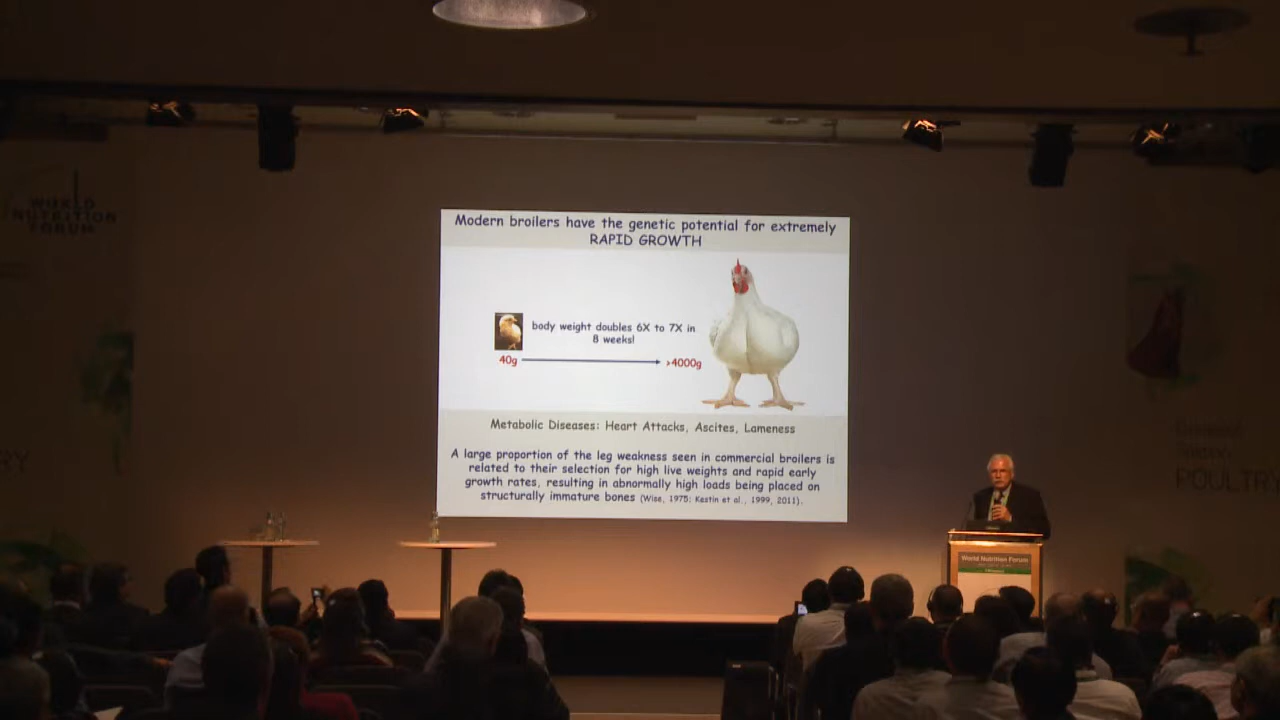 WORLD
NUTRITION
FORUM
Modern broilers have the genetic potential for extremely
RAPID GROWTH
body weight doubles 6X to 7X in
8 weeks!
40g
>4000g
Metabolic Diseases: Heart Attacks, Ascites, Lameness
A large proportion of the leg weakness seen in commercial broilers is
related to their selection for high live weights and rapid early
growth rates, resulting in abnormally high loads being placed on
structurally immature bones (Wise, 1975; Kestin et al., 1999, 2011).
RY
POULTRY
World Nutrition Forum